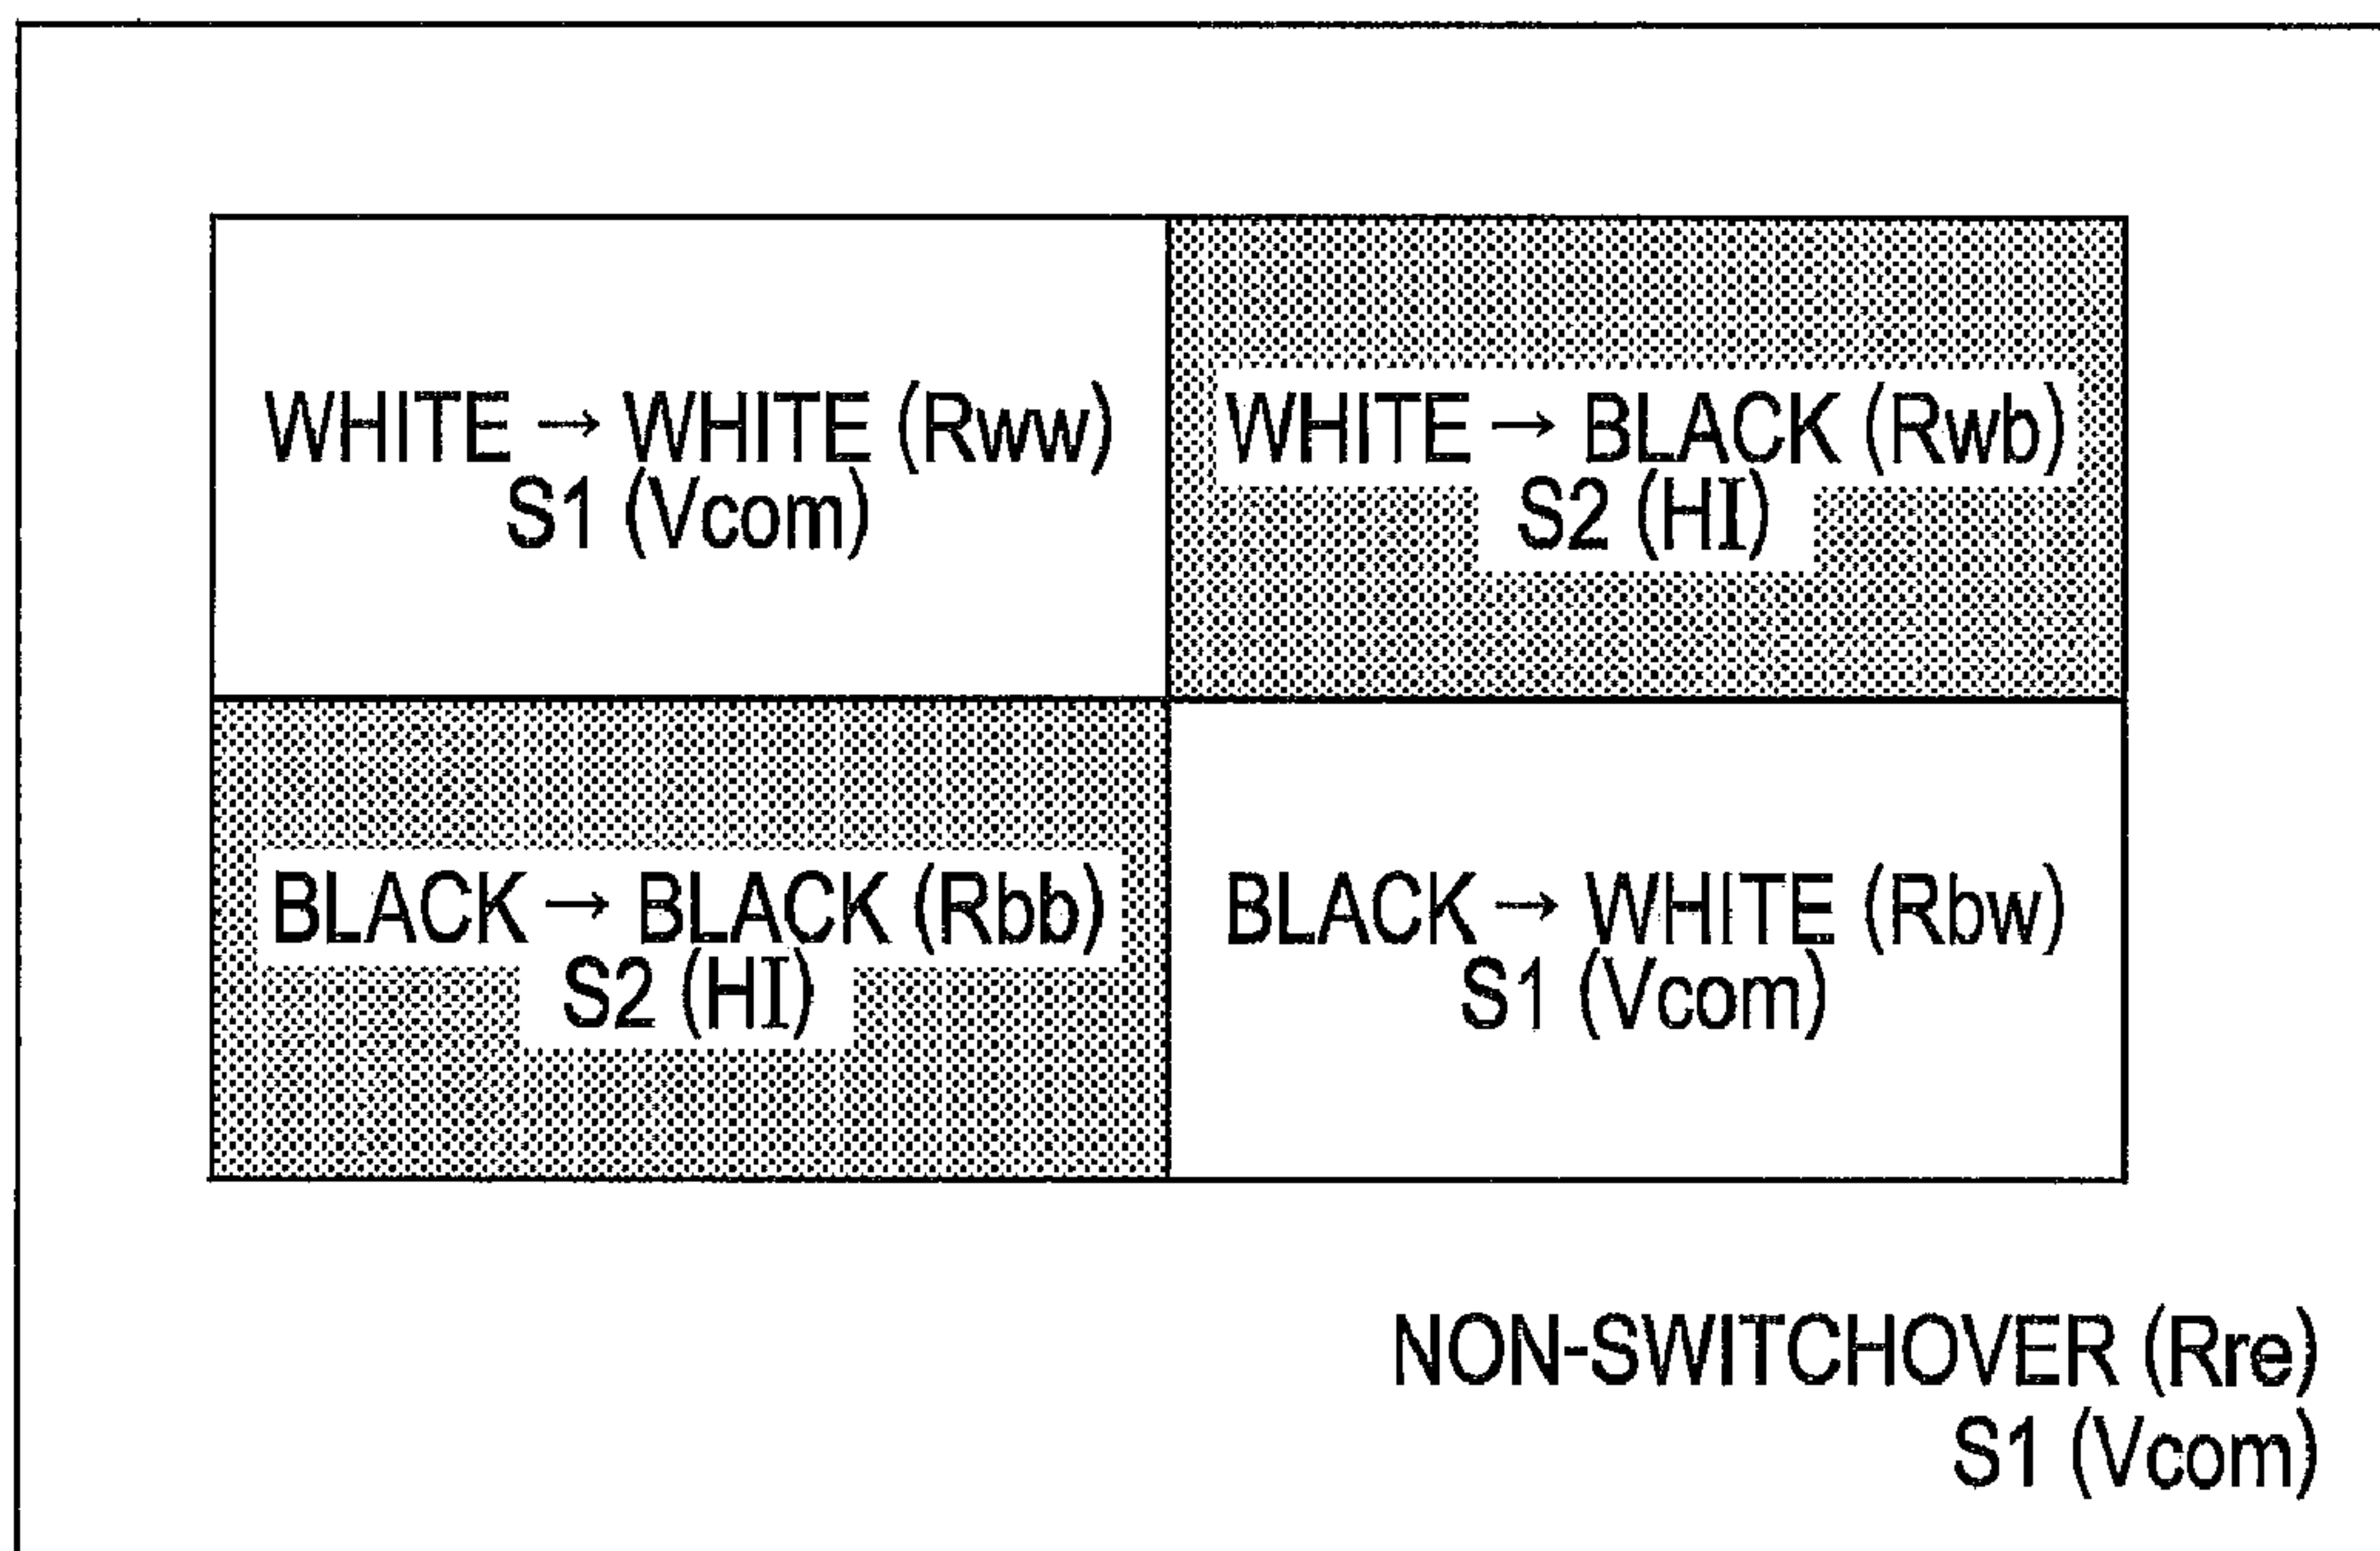 WHITE → WHITE (Rww)
S1 (Vcom)
WHITE → BLACK (Rwb)
S2 (HI)
BLACK → BLACK (Rbb)
S2 (HI)
BLACK → WHITE (Rbw)
S1 (Vcom)
NON-SWITCHOVER (Rre)
S1 (Vcom)